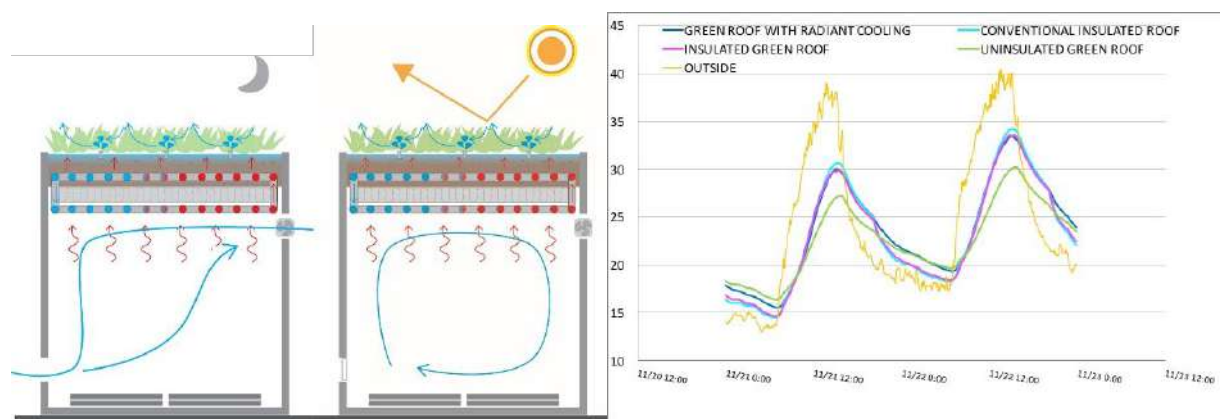 GREEN ROOF WITH RADIANT COOLING CONVENTIONAL INSULATED ROOF
INSULATED GREEN ROOF UNINSULATED GREEN ROOF
OUTSIDE
45
40
35
30
25
20
15
10
11/20 12:00 11/21 0:00 11/21 12:00 11/22 0:00 11/22 12:00 11/23 0:00 11/23 12:00